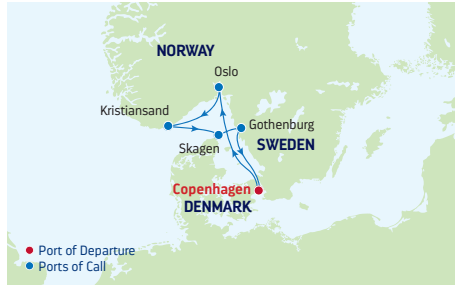 NORWAY
Oslo
Kristiansand
Gothenburg
Skagen
SWEDEN
Copenhagen
DENMARK
Port of Departure
Ports of Call